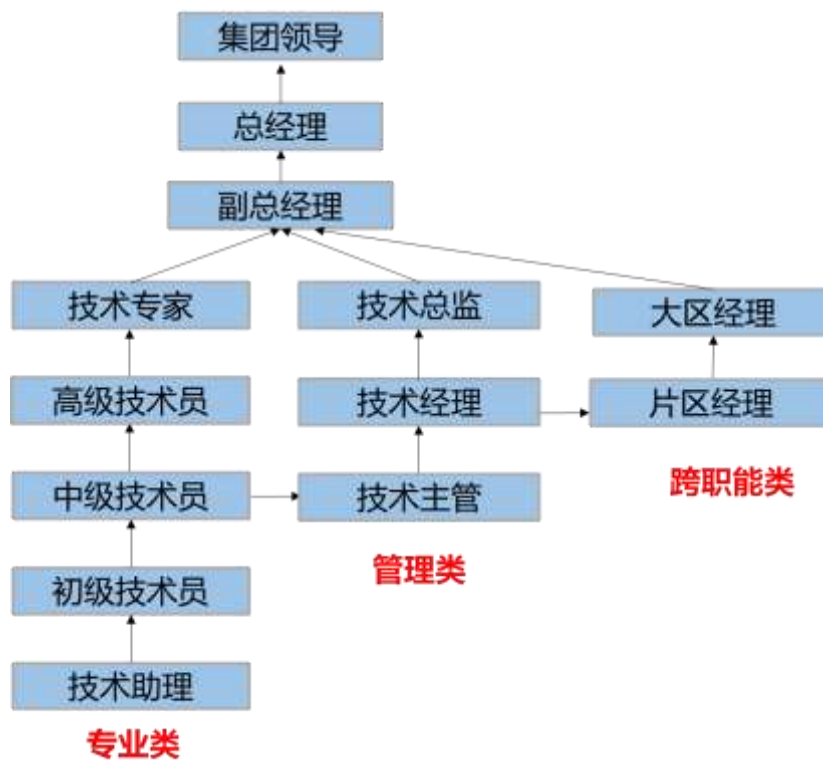 集团领导
总经理
副总经理
技术专家
技术总监
大区经理
高级技术员
技术经理
片区经理
中级技术员
技术主管
跨职能类
管理类
初级技术员
技术助理
专业类